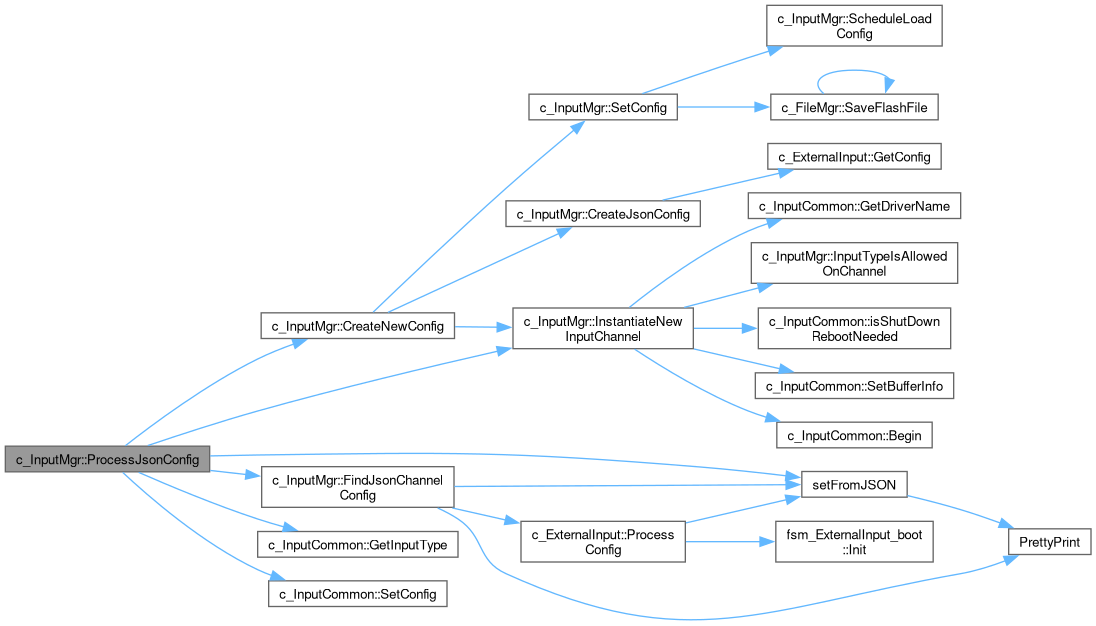 c_InputMgr::ScheduleLoad
Config
c_InputMgr::SetConfig
c_FileMgr::SaveFlashFile
c_ExternalInput::GetConfig
c_InputMgr::CreateJsonConfig
c_InputCommon::GetDriverName
c_InputMgr::InputTypeIsAllowed
OnChannel
c_InputMgr::CreateNewConfig
c_InputMgr::InstantiateNew
InputChannel
c_InputCommon::isShutDown
RebootNeeded
c_InputCommon::SetBufferInfo
c_InputCommon::Begin
c_InputMgr::ProcessJsonConfig
c_InputMgr::FindJsonChannel
Config
setFromJSON
c_InputCommon::GetInputType
c_ExternalInput::Process
Config
fsm_ExternalInput_boot
::Init
PrettyPrint
c_InputCommon::SetConfig